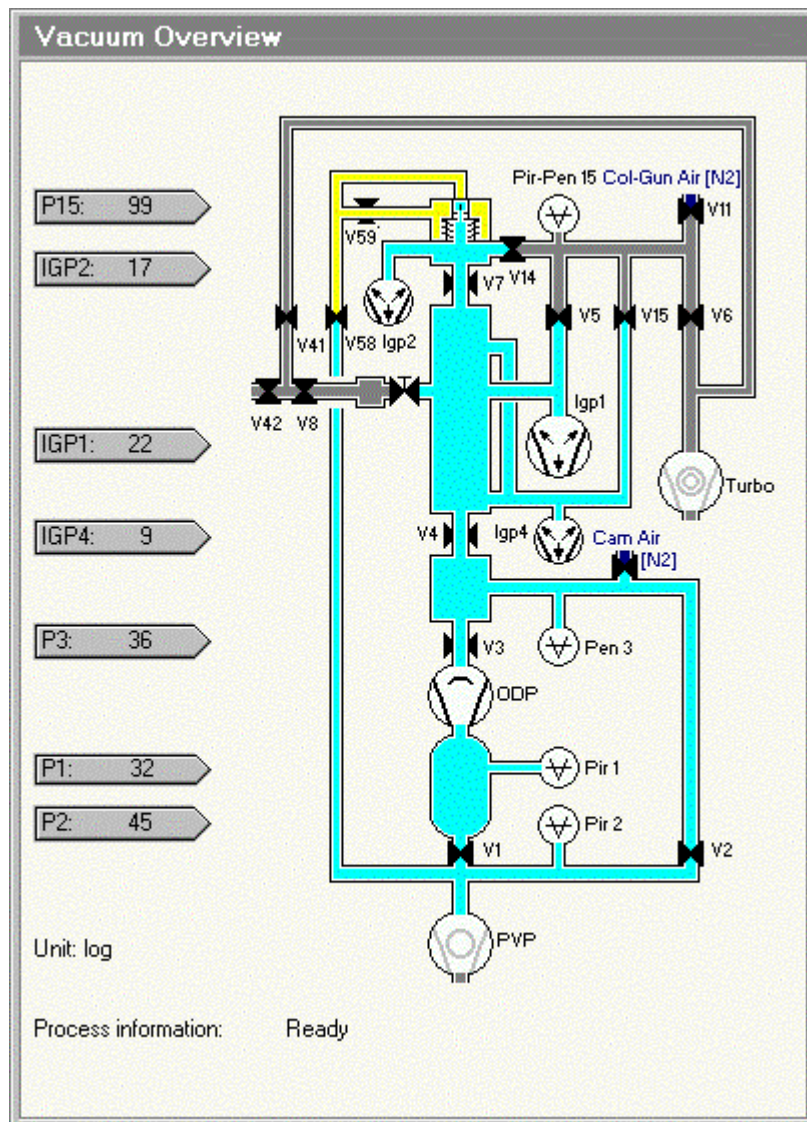 Vacuum Overview
Pir-Pen 15 Col-Gun Air [N2]
P15: 99
V11
V59
IGP2: 17
V14
V7
V41
V58
Igp2
V5
V15
V6
V42
V8
Igp1
IGP1: 22
Turbo
IGP4: 9
V4
Igp4
Cam Air
[N2]
P3: 36
V3
Pen 3
ODP
P1: 32
Pir 1
P2: 45
Pir 2
V1
V2
Unit: log
PVP
Process information: Ready